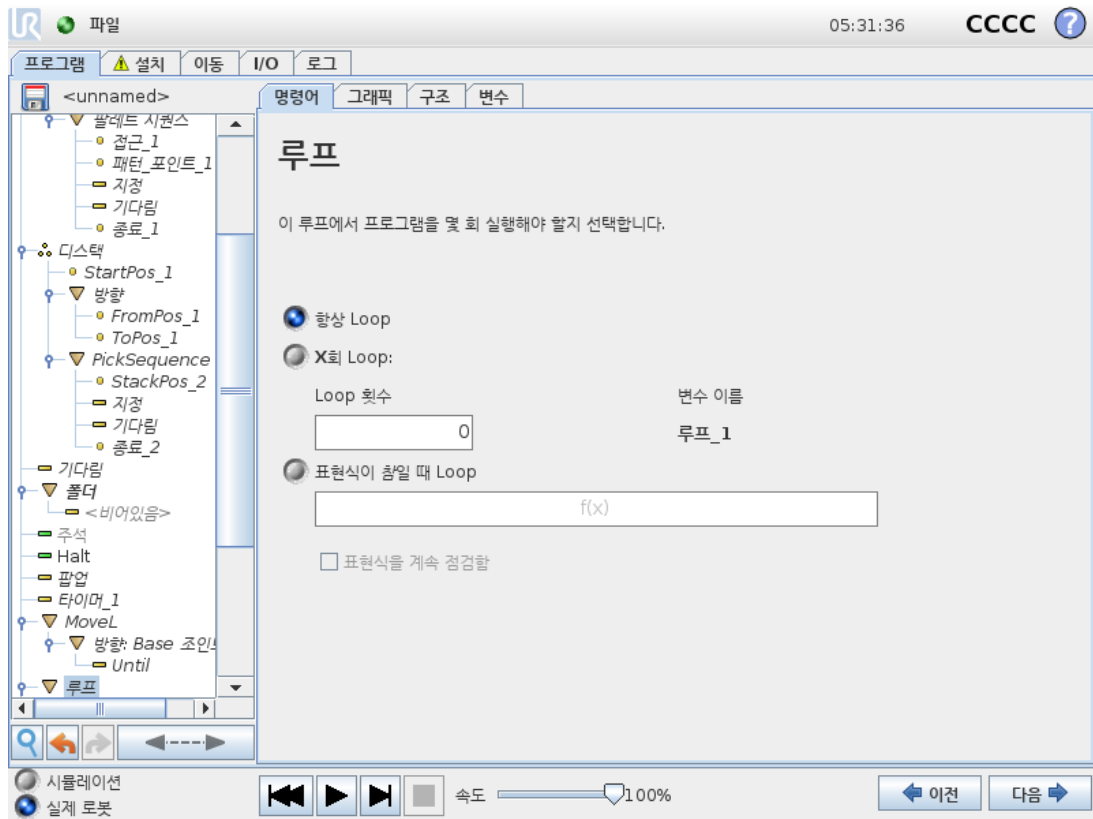 UR 파일 05:31:36 CCCC ?
프로그램 설치 이동 I/O 로그
<unnamed> 명령어 그래픽 구조 변수
팔레트 시퀀스
접근_1
패턴_포인트_1
지정
기다림
종료_1
디스택
StartPos_1
방향
FromPos_1
ToPos_1
PickSequence
StackPos_2
지정
기다림
종료_2
기다림
폴더
<비어있음>
주석
Halt
팝업
타이머_1
MoveL
방향: Base 조인트
Until
루프
루프
이 루프에서 프로그램을 몇 회 실행해야 할지 선택합니다.
항상 Loop
X회 Loop:
Loop 횟수 변수 이름
0 루프_1
표현식이 참일 때 Loop
f(x)
표현식을 계속 점검함
시뮬레이션
실제 로봇
속도 100%
이전 다음